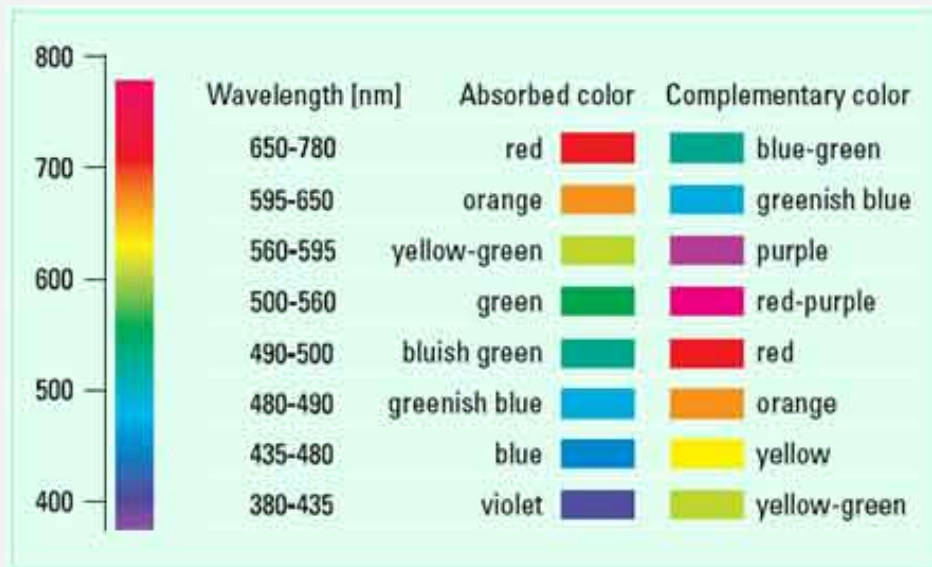 800
700
600
500
400
Wavelength [nm] Absorbed color Complementary color
650-780 red blue-green
595-650 orange greenish blue
560-595 yellow-green purple
500-560 green red-purple
490-500 bluish green red
480-490 greenish blue orange
435-480 blue yellow
380-435 violet yellow-green